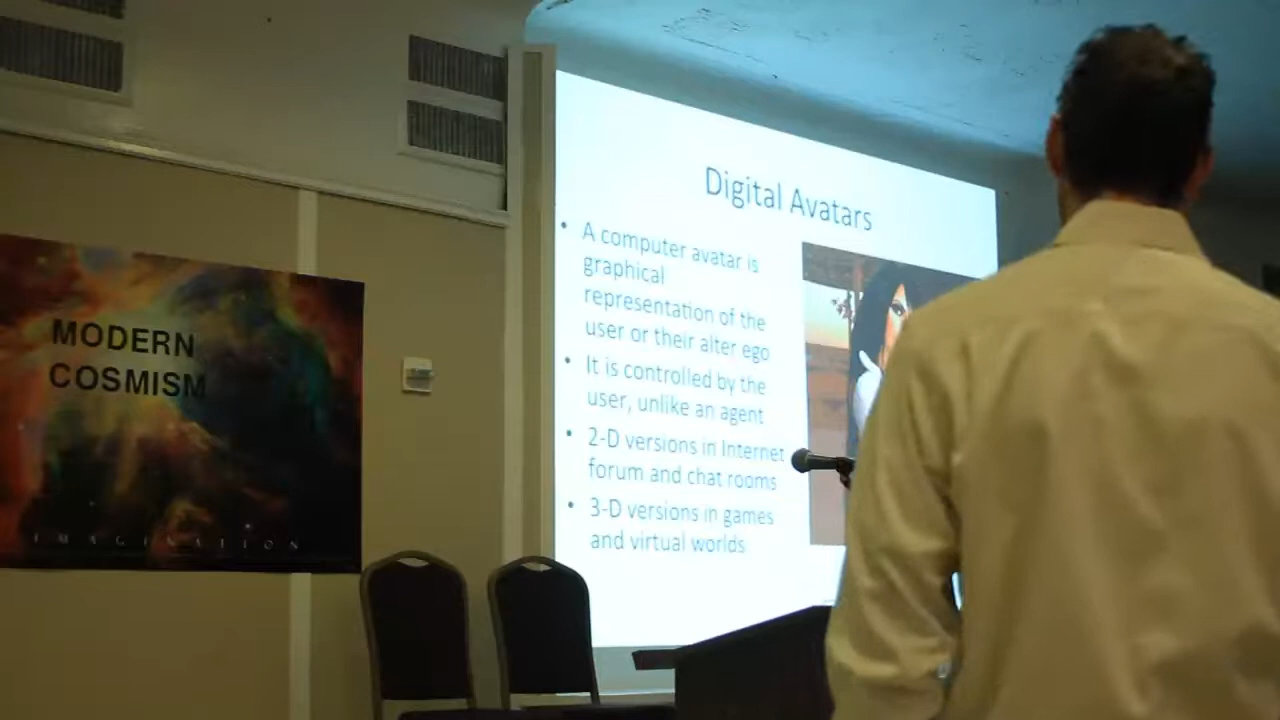 MODERN
COSMISM
IMAGINATION
Digital Avatars
• A computer avatar is
graphical
representation of the
user or their alter ego
• It is controlled by the
user, unlike an agent
• 2-D versions in Internet
forum and chat rooms
• 3-D versions in games
and virtual worlds